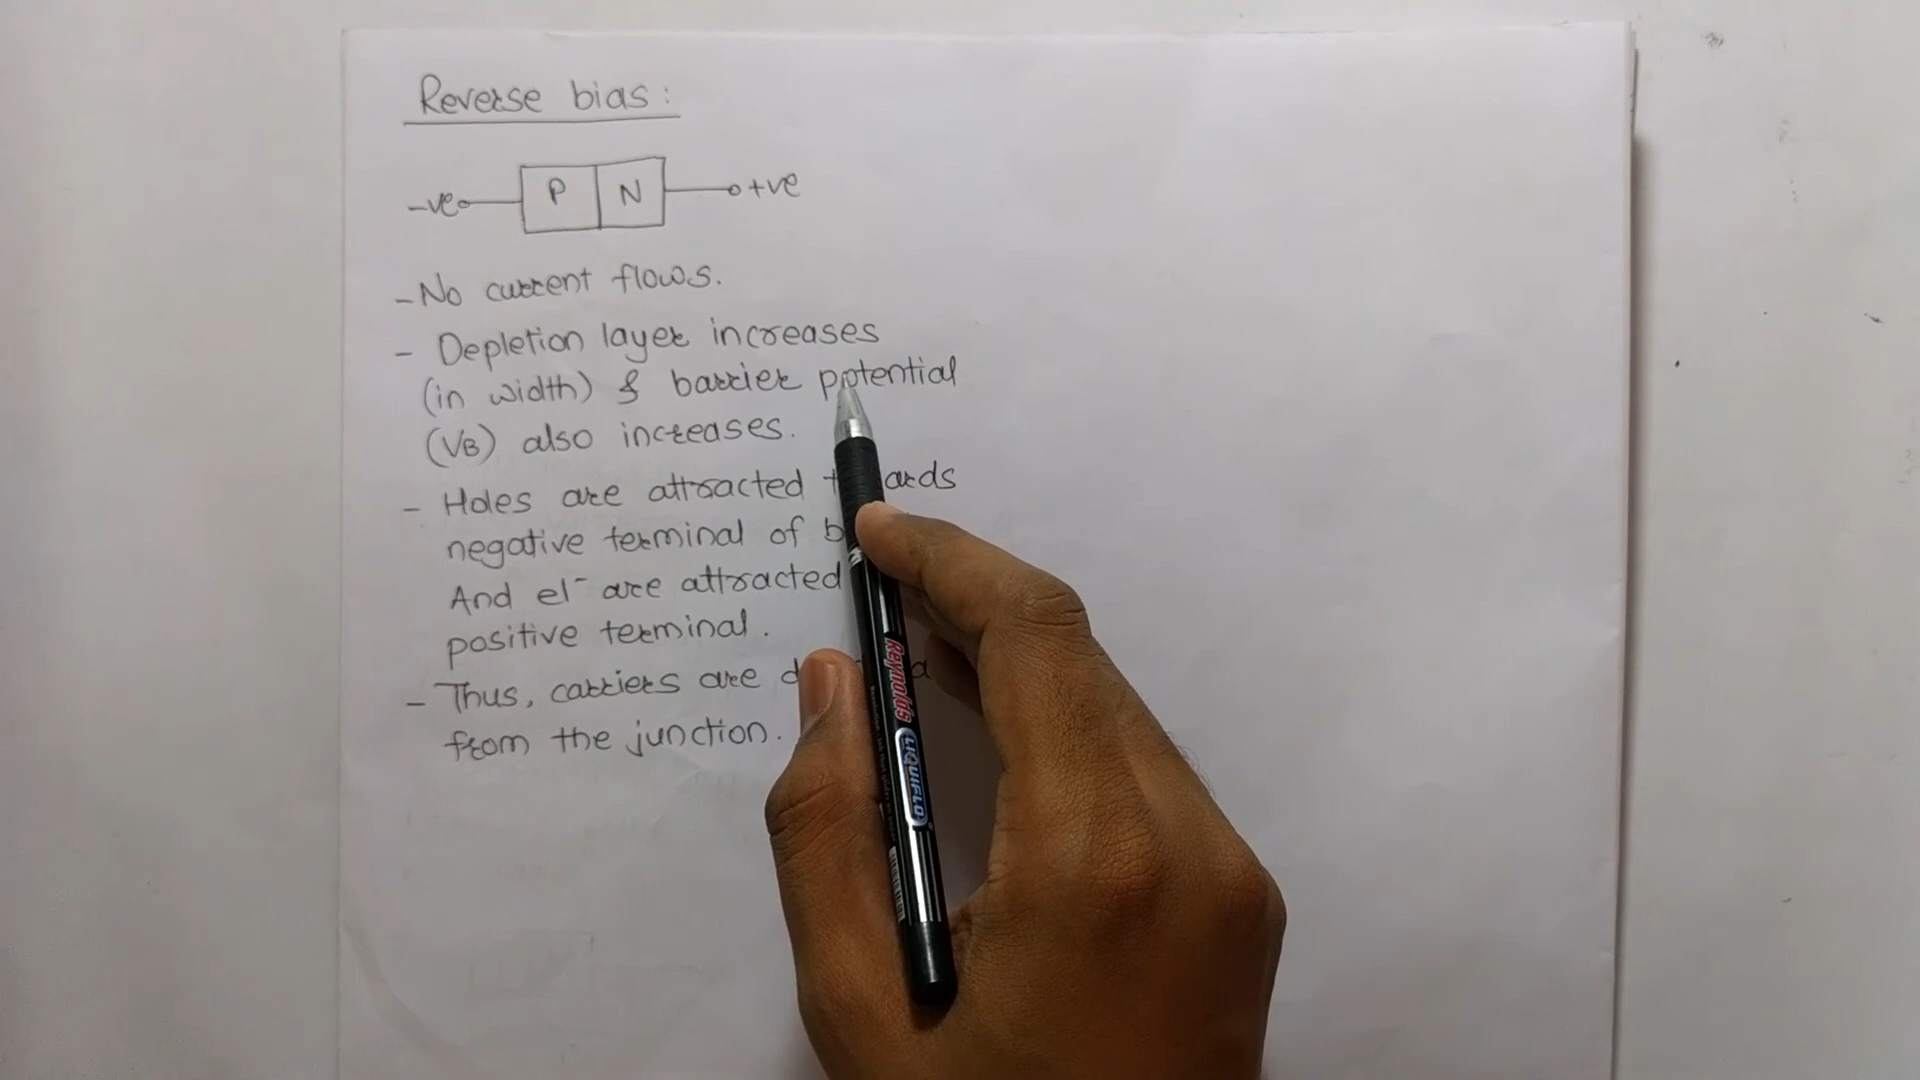 Reverse bias:
-ve P N +ve
- No current flows.
- Depletion layer increases
(in width) & barrier potential
(VB) also increases.
- Holes are attracted
negative terminal of
And el⁻ are attracted
positive terminal.
- Thus, carriers are
from the junction.
Reynolds
LIQUIFLO